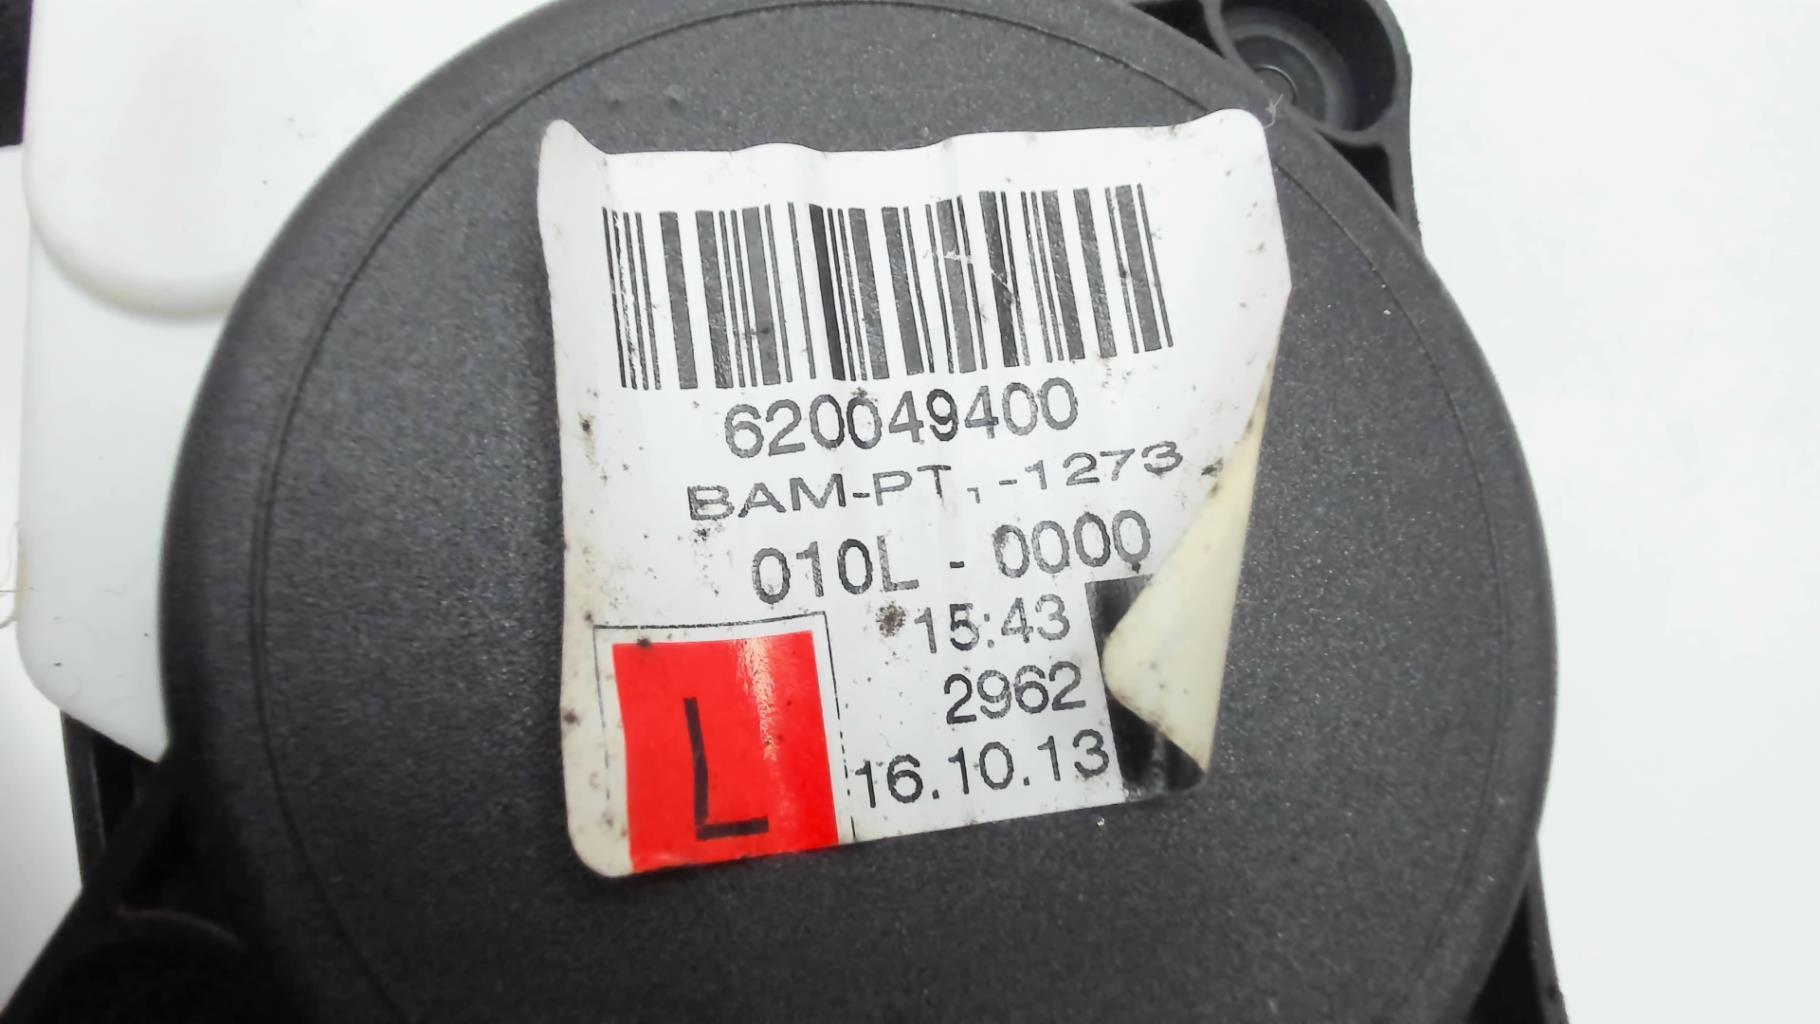 620049400
BAM-PT1-1273
010L - 0000
15:43
2962
16.10.13
L